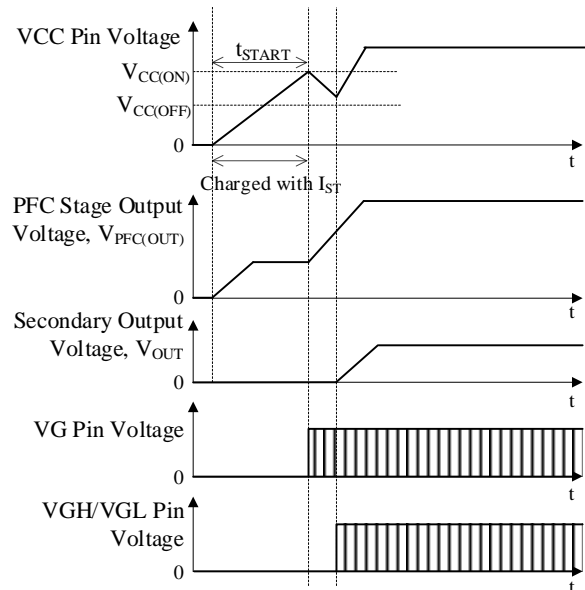 VCC Pin Voltage
tSTART
VCC(ON)
VCC(OFF)
0
t
Charged with IST
PFC Stage Output
Voltage, VPFC(OUT)
0
t
Secondary Output
Voltage, VOUT
0
t
VG Pin Voltage
0
t
VGH/VGL Pin
Voltage
0
t